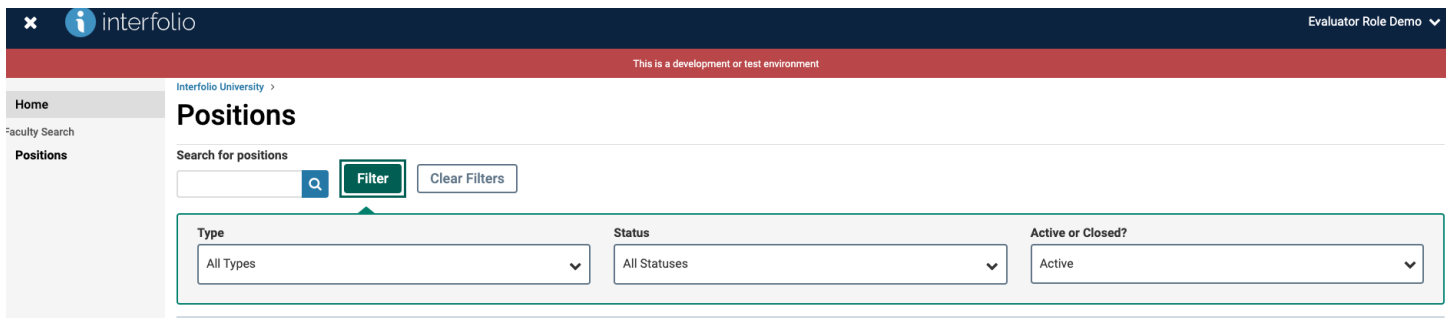 interfolio
Evaluator Role Demo
This is a development or test environment
Home
Faculty Search
Positions
Interfolio University >
Positions
Search for positions
Filter
Clear Filters
Type
All Types
Status
All Statuses
Active or Closed?
Active